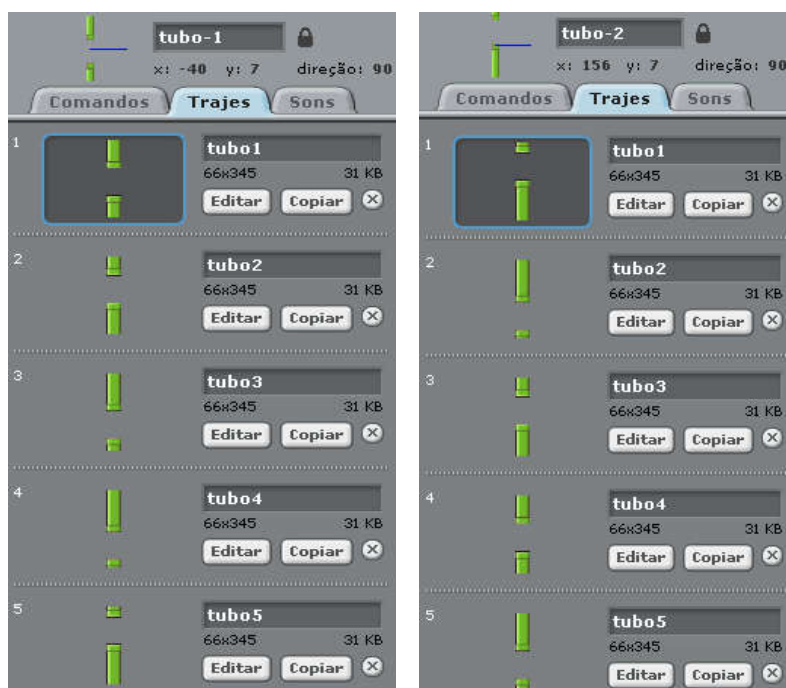 tubo-1
x: -40 y: 7 direção: 90
Comandos Trajes Sons
1
tubo1
66x345 31 KB
Editar Copiar
2
tubo2
66x345 31 KB
Editar Copiar
3
tubo3
66x345 31 KB
Editar Copiar
4
tubo4
66x345 31 KB
Editar Copiar
5
tubo5
66x345 31 KB
Editar Copiar
tubo-2
x: 156 y: 7 direção: 90
Comandos Trajes Sons
1
tubo1
66x345 31 KB
Editar Copiar
2
tubo2
66x345 31 KB
Editar Copiar
3
tubo3
66x345 31 KB
Editar Copiar
4
tubo4
66x345 31 KB
Editar Copiar
5
tubo5
66x345 31 KB
Editar Copiar